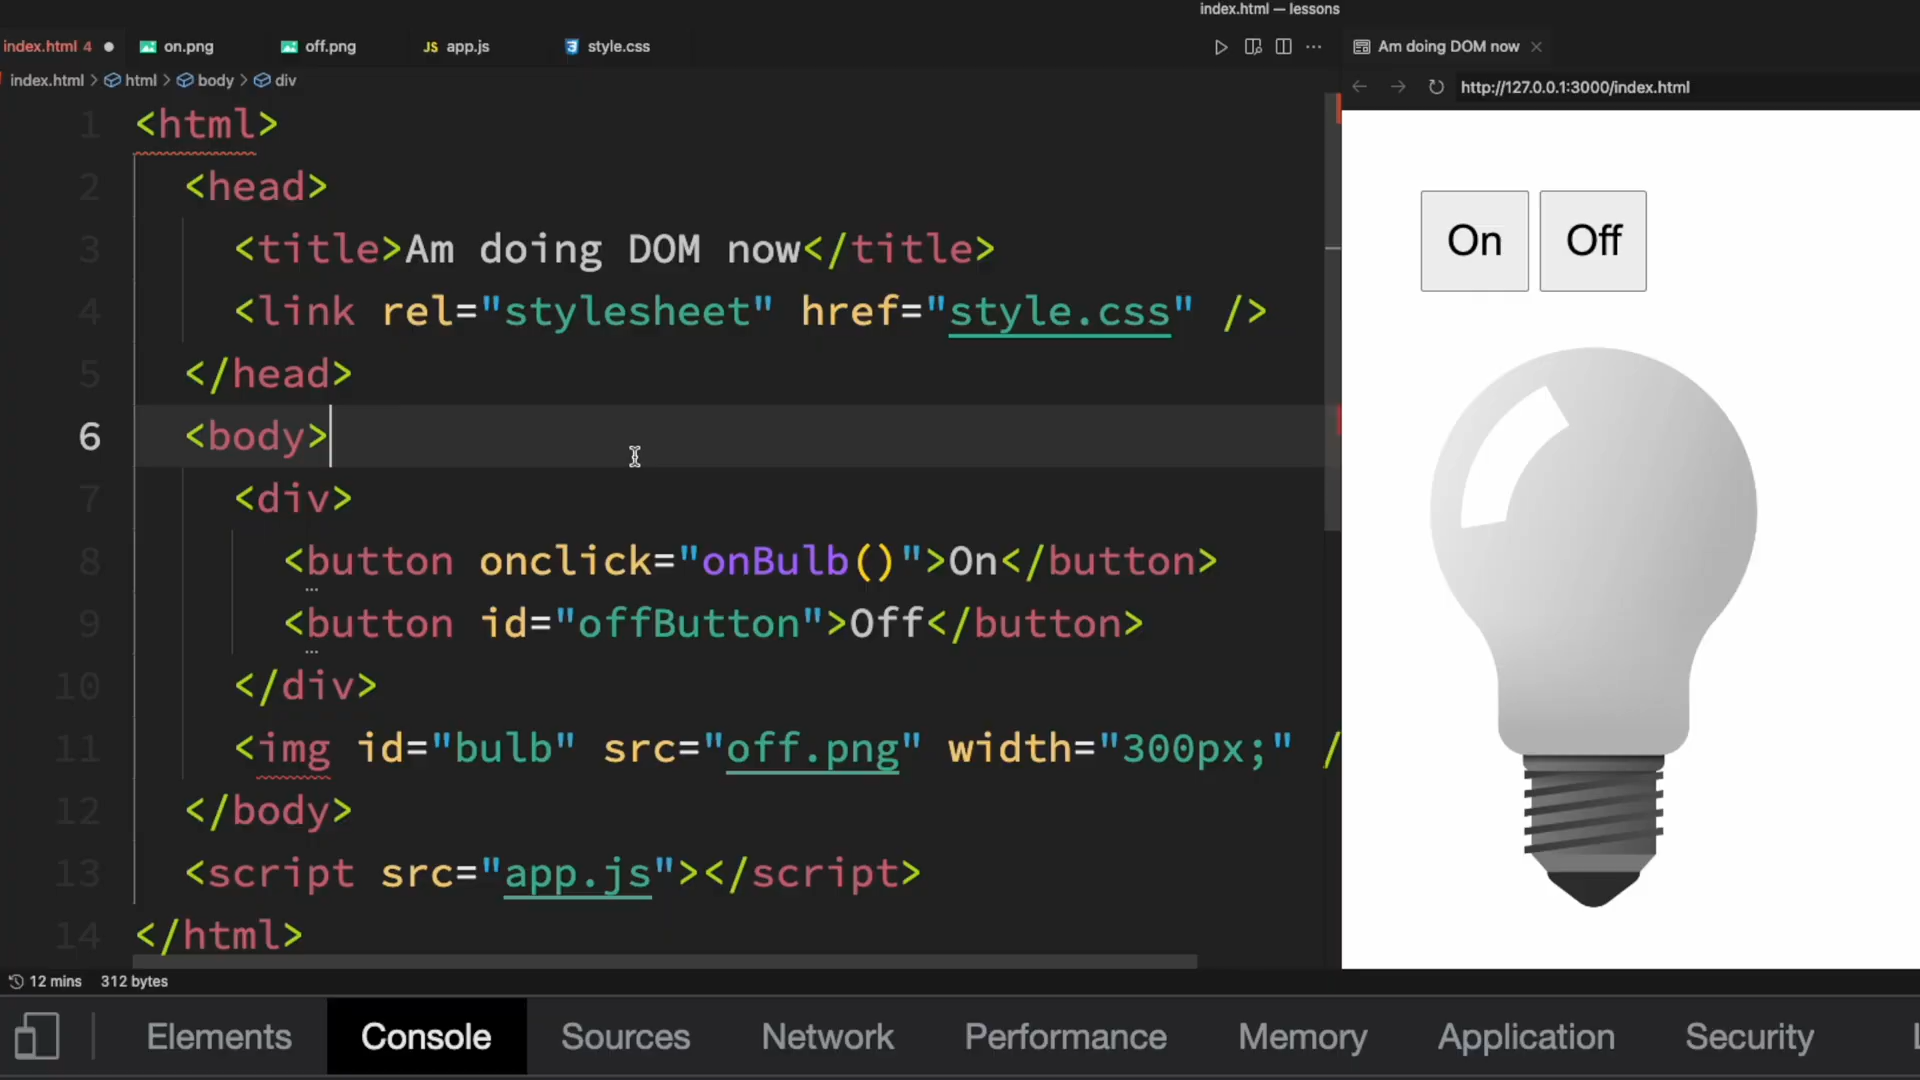 index.html — lessons
index.html 4 ● on.png off.png JS app.js style.css
Am doing DOM now
index.html > html > body > div
http://127.0.0.1:3000/index.html
1 <html>
2 <head>
3 <title>Am doing DOM now</title>
4 <link rel="stylesheet" href="style.css" />
5 </head>
6 <body>
7 <div>
8 <button onclick="onBulb()">On</button>
9 <button id="offButton">Off</button>
10 </div>
11 <img id="bulb" src="off.png" width="300px;" /
12 </body>
13 <script src="app.js"></script>
14 </html>
On Off
12 mins 312 bytes
Elements Console Sources Network Performance Memory Application Security